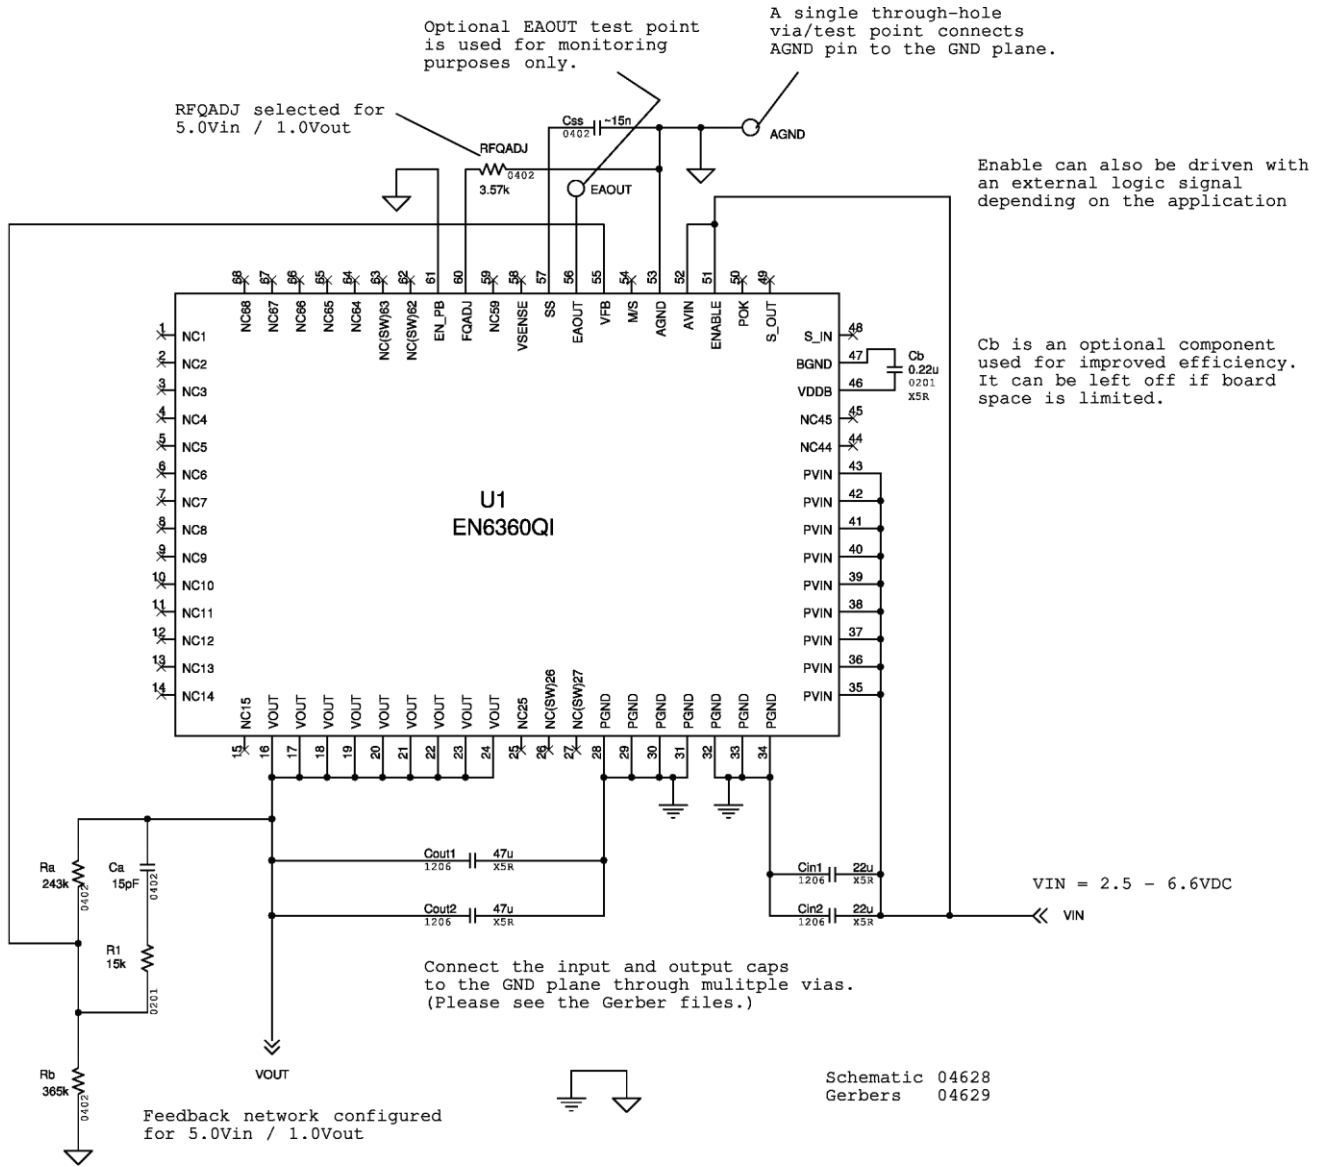 Optional EAOUT test point
is used for monitoring
purposes only.
A single through-hole
via/test point connects
AGND pin to the GND plane.
RFQADJ selected for
5.0Vin / 1.0Vout
Css
~15n
0402
AGND
RFQADJ
0402
3.57k
EAOUT
Enable can also be driven with
an external logic signal
depending on the application
68 67 66 65 64 63 62 61 60 59 58 57 56 55 54 53 52 51 50 49
NC68
NC67
NC66
NC65
NC64
NC(SW)63
NC(SW)62
EN_PB
FQADJ
NC59
VSENSE
SS
EAOUT
VFB
M/S
AGND
AVIN
ENABLE
POK
S_OUT
1 NC1
2 NC2
3 NC3
4 NC4
5 NC5
6 NC6
7 NC7
8 NC8
9 NC9
10 NC10
11 NC11
12 NC12
13 NC13
14 NC14
S_IN 48
BGND 47
VDDB 46
NC45 45
NC44 44
PVIN 43
PVIN 42
PVIN 41
PVIN 40
PVIN 39
PVIN 38
PVIN 37
PVIN 36
PVIN 35
Cb
0.22u
0201
X5R
Cb is an optional component
used for improved efficiency.
It can be left off if board
space is limited.
U1
EN6360QI
NC15
VOUT
VOUT
VOUT
VOUT
VOUT
VOUT
VOUT
VOUT
VOUT
NC25
NC(SW)26
NC(SW)27
PGND
PGND
PGND
PGND
PGND
PGND
PGND
15 16 17 18 19 20 21 22 23 24 25 26 27 28 29 30 31 32 33 34
Ra
243k
0402
Ca
15pF
0402
Cout1
1206
47u
X5R
Cout2
1206
47u
X5R
Cin1
1206
22u
X5R
Cin2
1206
22u
X5R
VIN = 2.5 - 6.6VDC
VIN
R1
15k
0201
Connect the input and output caps
to the GND plane through mulitple vias.
(Please see the Gerber files.)
VOUT
Rb
365k
0402
Feedback network configured
for 5.0Vin / 1.0Vout
Schematic 04628
Gerbers 04629